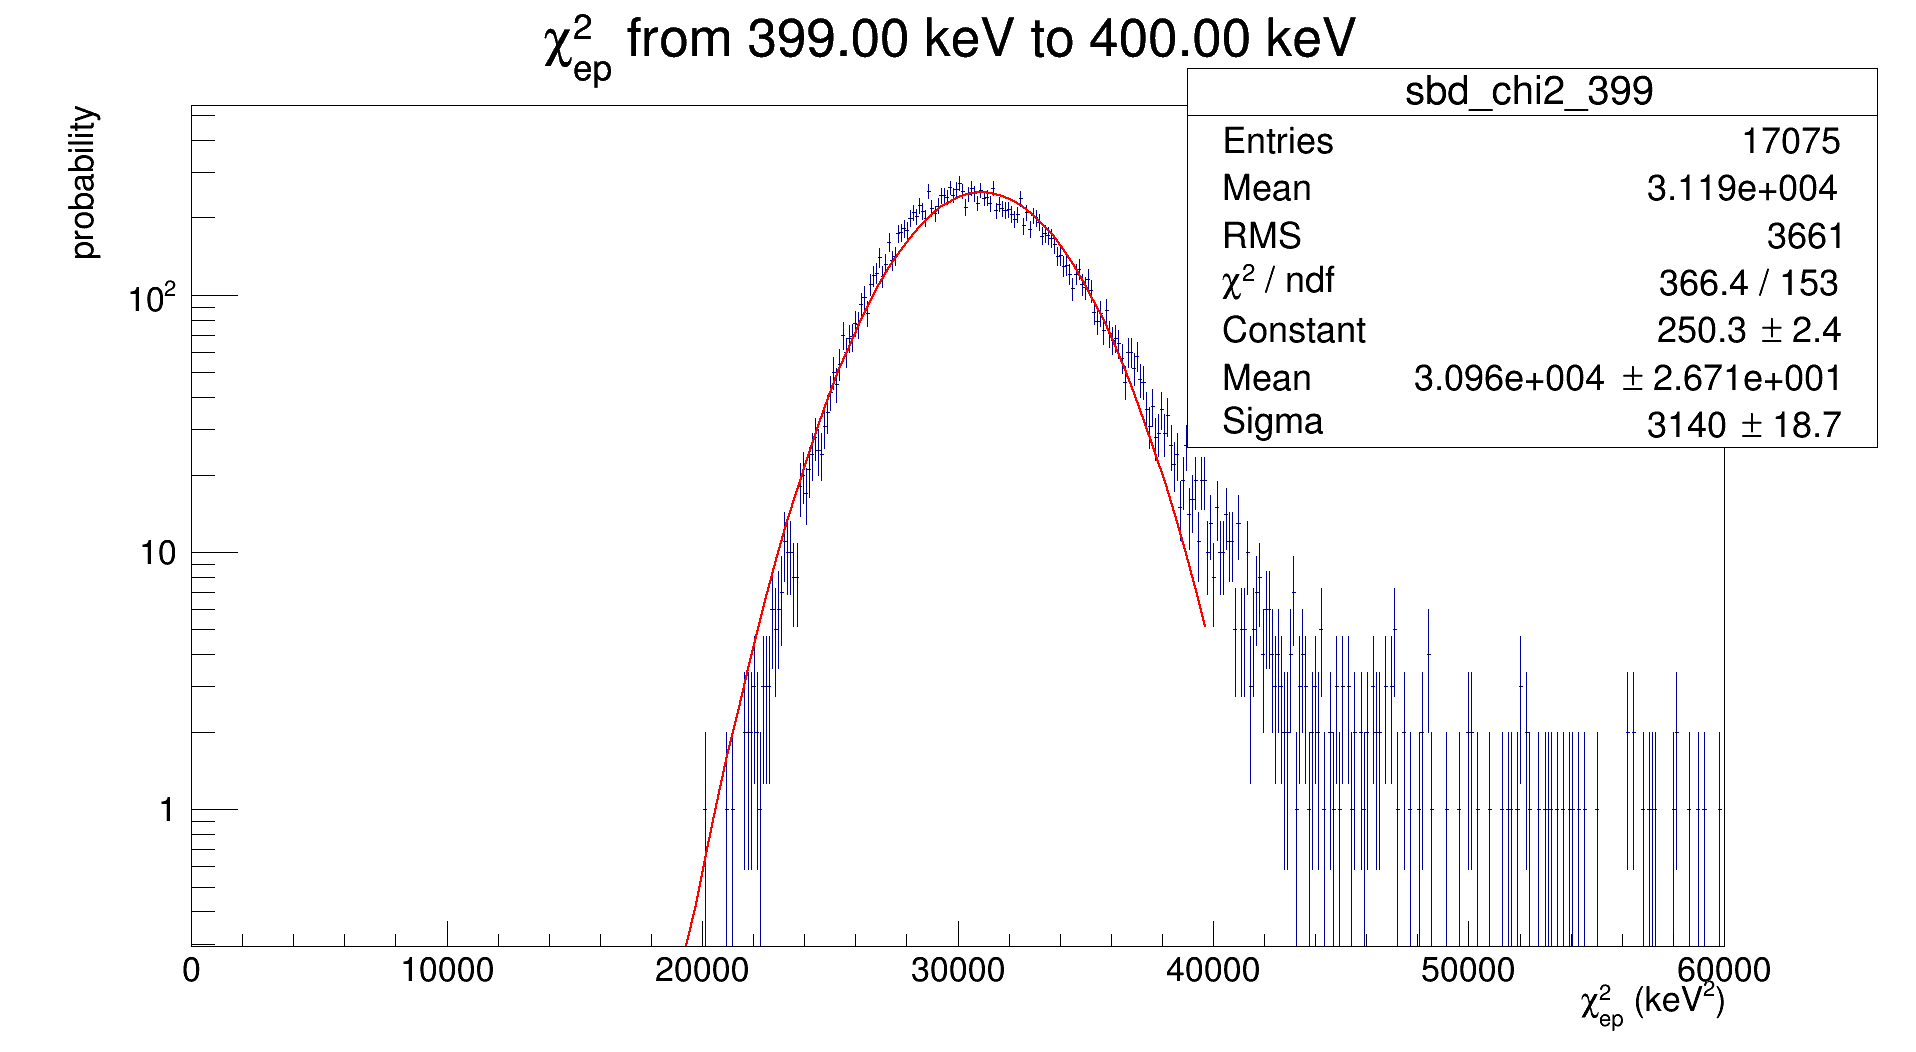 χ²ep from 399.00 keV to 400.00 keV
probability
sbd_chi2_399
Entries 17075
Mean 3.119e+004
RMS 3661
χ² / ndf 366.4 / 153
Constant 250.3 ± 2.4
Mean 3.096e+004 ± 2.671e+001
Sigma 3140 ± 18.7
10²
10
1
0 10000 20000 30000 40000 50000 60000
χ²ep (keV²)